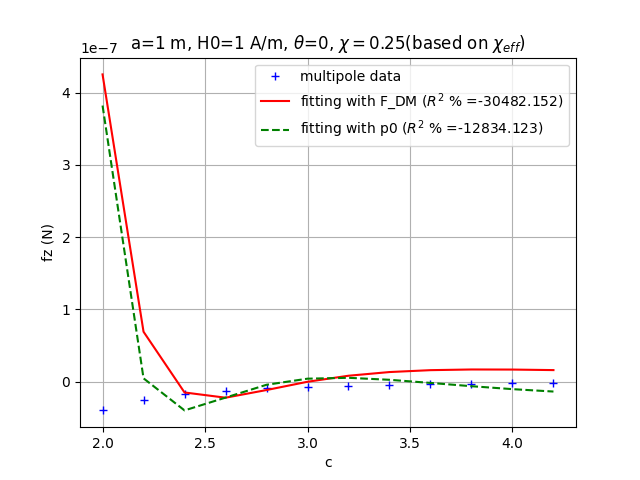 a=1 m, H0=1 A/m, θ=0, χ = 0.25(based on χ_eff)
1e−7
multipole data
fitting with F_DM (R² % =-30482.152)
fitting with p0 (R² % =-12834.123)
4
3
2
1
0
fz (N)
2.0 2.5 3.0 3.5 4.0
c